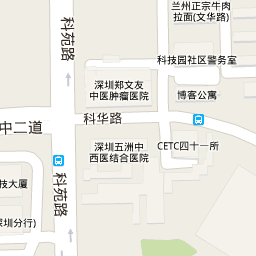 兰州正宗牛肉
拉面(文华路)
科苑路
科技园社区警务室
深圳郑文友
中医肿瘤医院
博客公寓
科华路
中二道
深圳五洲中
西医结合医院
CETC四十一所
科苑路
技大厦
深圳分行)